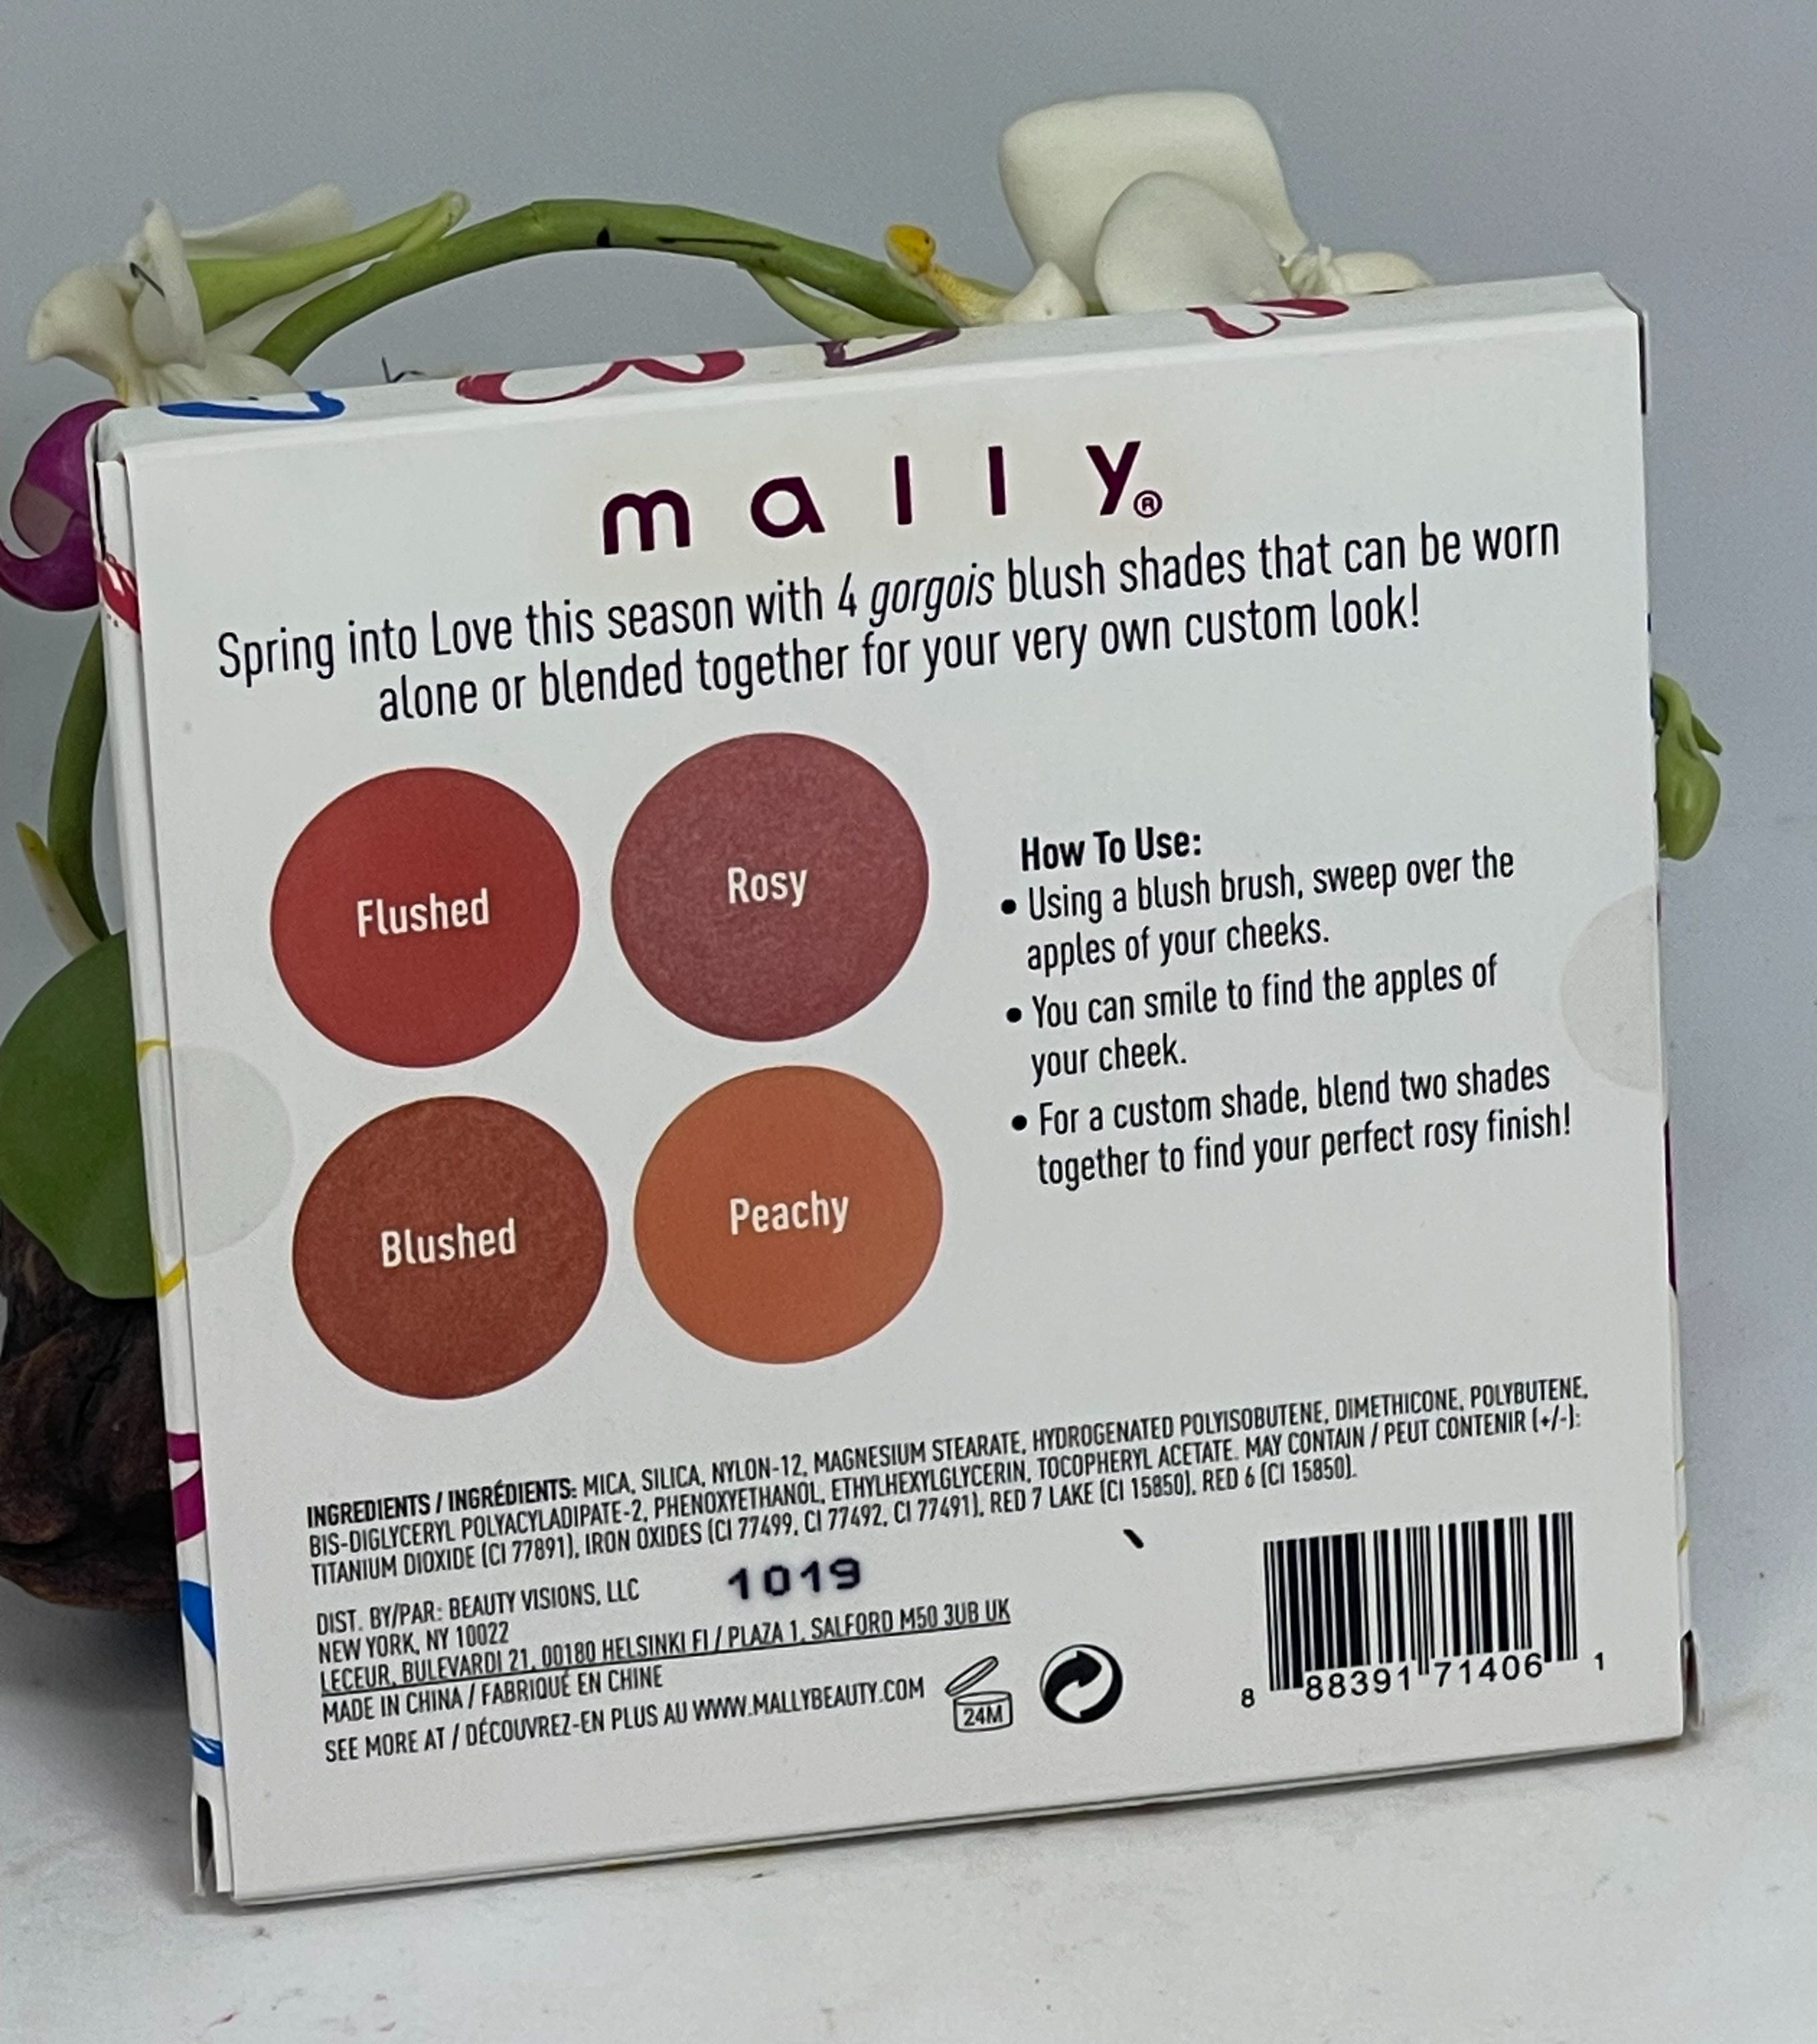 mally®
Spring into Love this season with 4 gorgois blush shades that can be worn
alone or blended together for your very own custom look!
Flushed
Rosy
Blushed
Peachy
How To Use:
• Using a blush brush, sweep over the
apples of your cheeks.
• You can smile to find the apples of
your cheek.
• For a custom shade, blend two shades
together to find your perfect rosy finish!
INGREDIENTS / INGRÉDIENTS: MICA, SILICA, NYLON-12, MAGNESIUM STEARATE, HYDROGENATED POLYISOBUTENE, DIMETHICONE, POLYBUTENE,
BIS-DIGLYCERYL POLYACYLADIPATE-2, PHENOXYETHANOL, ETHYLHEXYLGLYCERIN, TOCOPHERYL ACETATE. MAY CONTAIN / PEUT CONTENIR (+/-):
TITANIUM DIOXIDE (CI 77891), IRON OXIDES (CI 77499, CI 77492, CI 77491), RED 7 LAKE (CI 15850), RED 6 (CI 15850).
1019
DIST. BY/PAR: BEAUTY VISIONS, LLC
NEW YORK, NY 10022
LECEUR, BULEVARDI 21, 00180 HELSINKI FI / PLAZA 1, SALFORD M50 3UB UK
MADE IN CHINA / FABRIQUÉ EN CHINE
SEE MORE AT / DÉCOUVREZ-EN PLUS AU WWW.MALLYBEAUTY.COM
24M
8 88391 71406 1